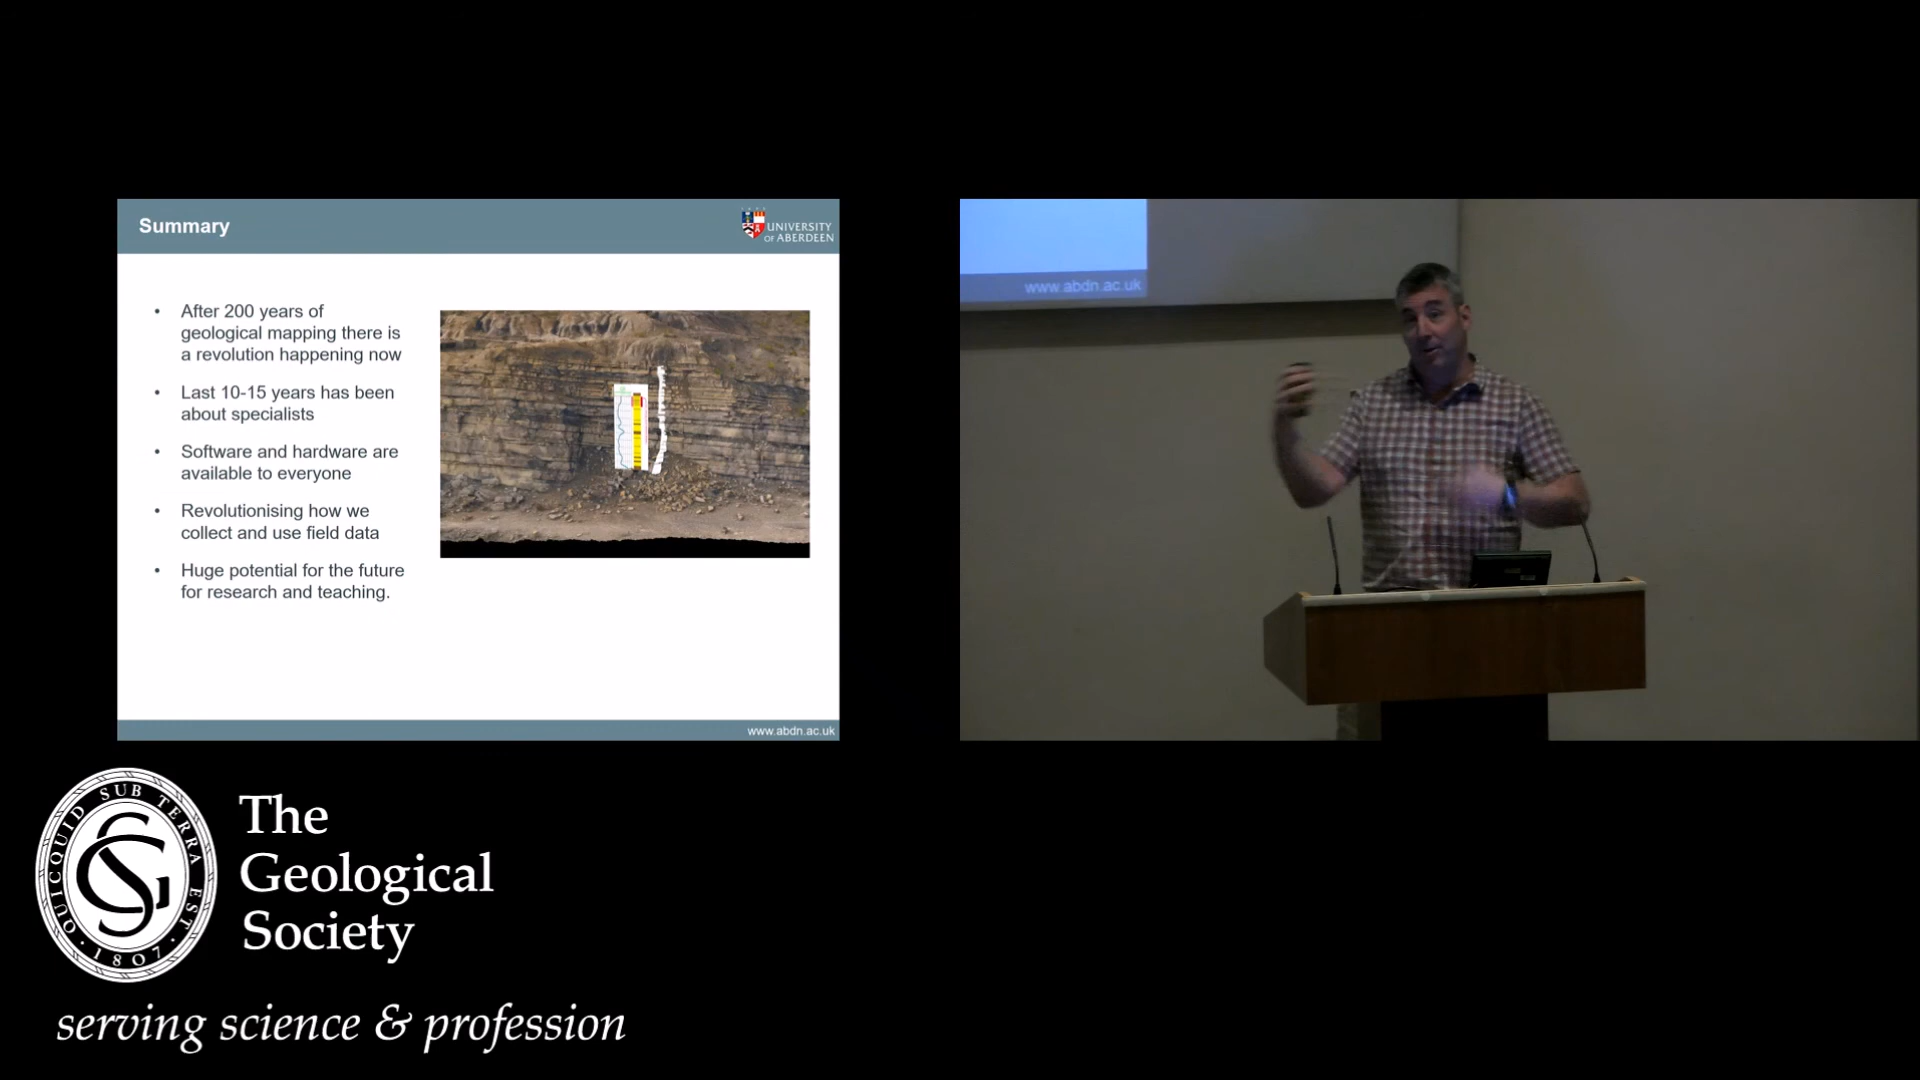 Summary
UNIVERSITY
OF ABERDEEN
• After 200 years of
geological mapping there is
a revolution happening now
• Last 10-15 years has been
about specialists
• Software and hardware are
available to everyone
• Revolutionising how we
collect and use field data
• Huge potential for the future
for research and teaching.
www.abdn.ac.uk
www.abdn.ac.uk
QUICQUID SUB TERRA EST
· 1807 ·
GS
The
Geological
Society
serving science & profession